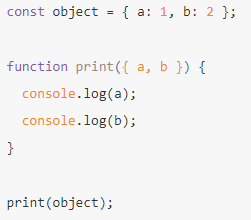 const object = { a: 1, b: 2 };
function print({ a, b }) {
  console.log(a);
  console.log(b);
}
print(object);